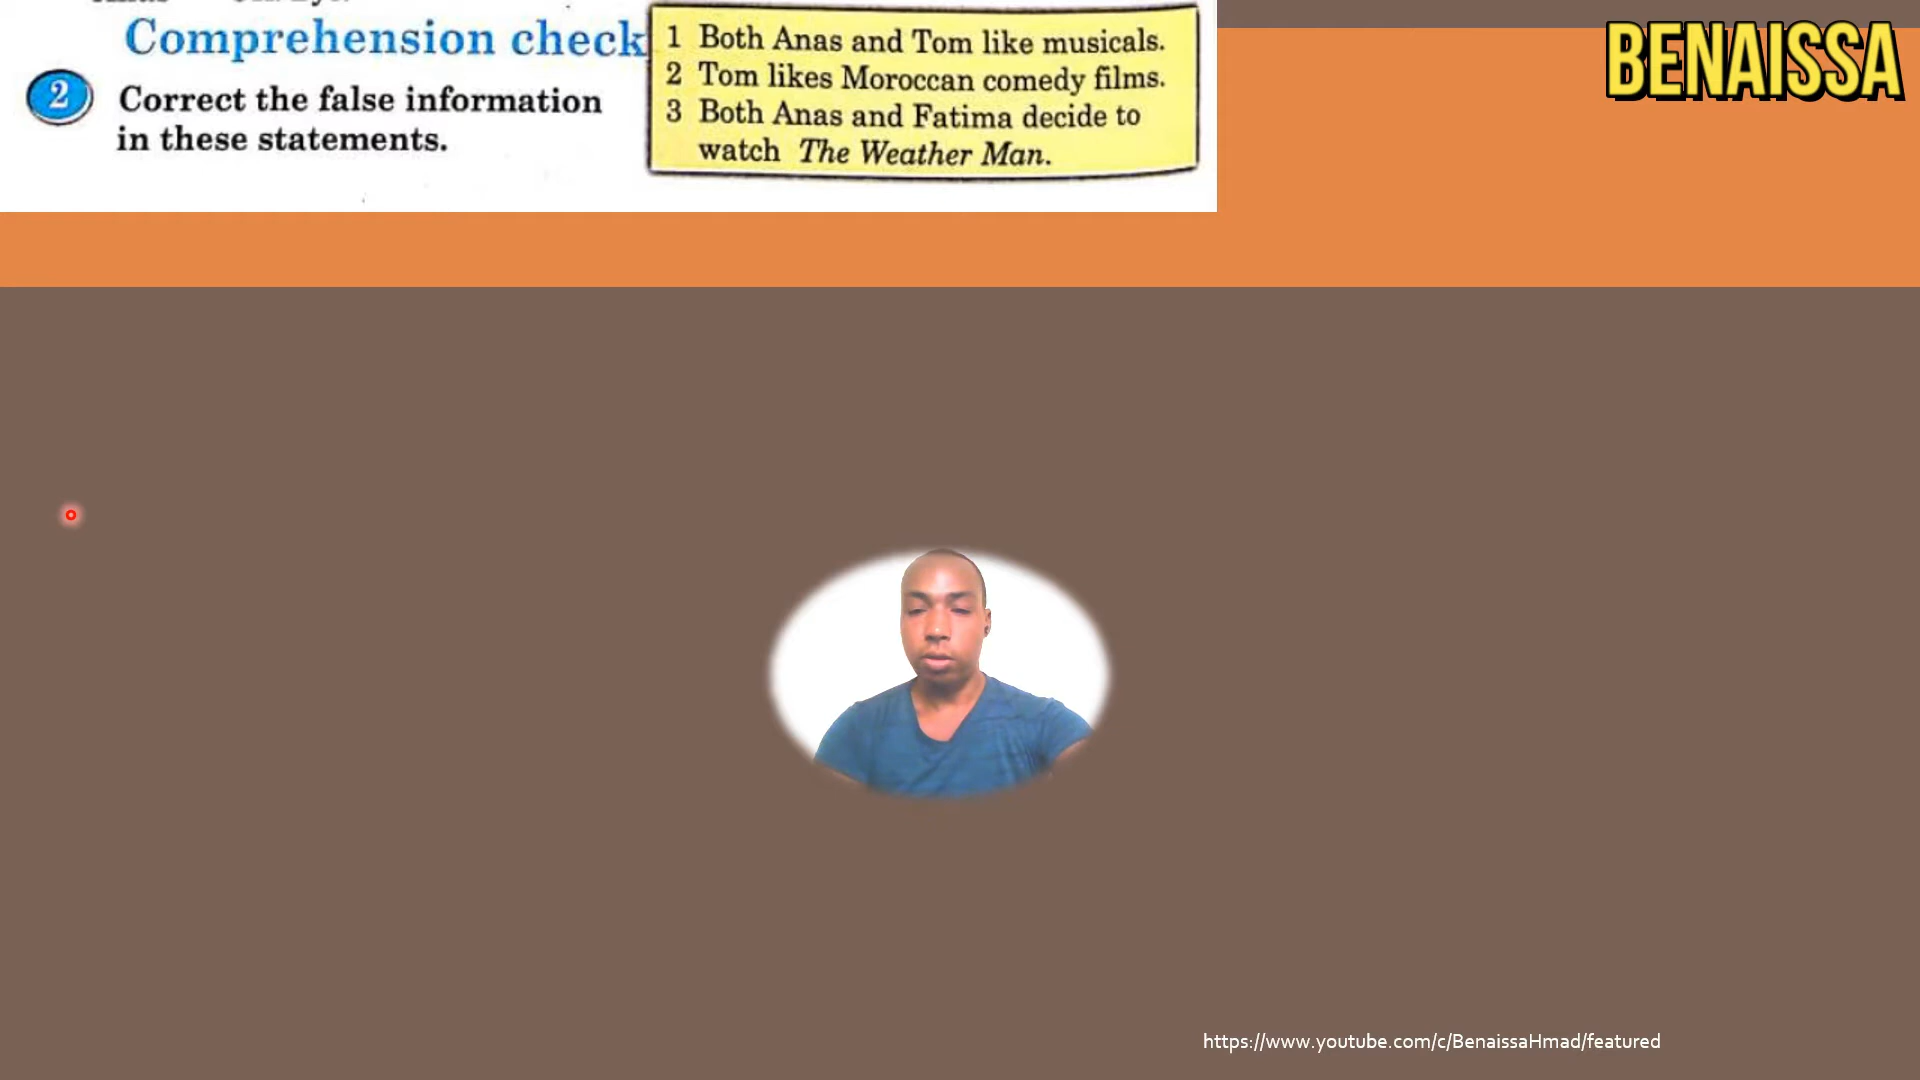 Comprehension check
2 Correct the false information
in these statements.
1 Both Anas and Tom like musicals.
2 Tom likes Moroccan comedy films.
3 Both Anas and Fatima decide to
watch The Weather Man.
BENAISSA
https://www.youtube.com/c/BenaissaHmad/featured